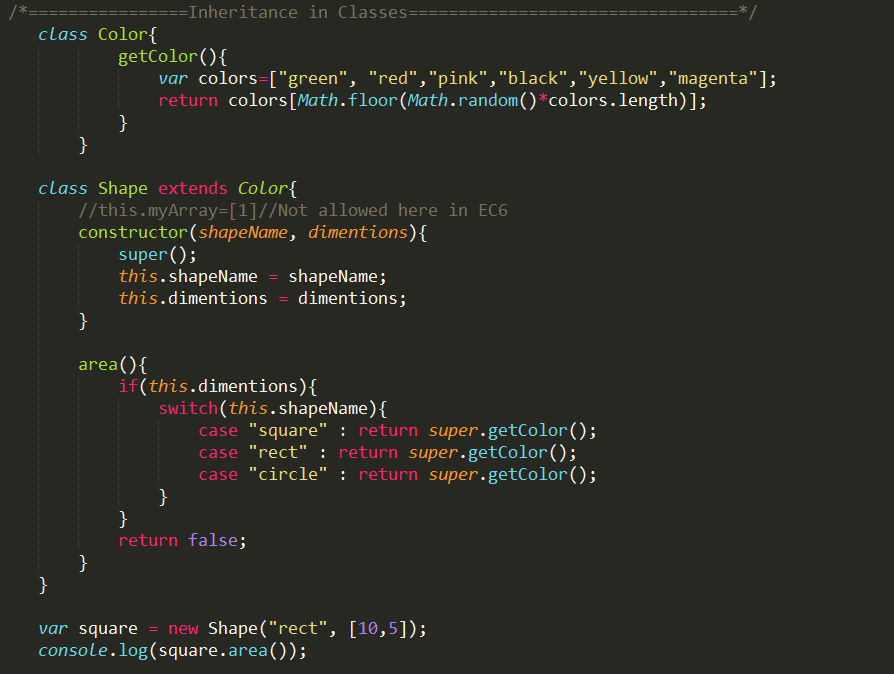 /*================Inheritance in Classes=================================*/
class Color{
getColor(){
var colors=["green", "red","pink","black","yellow","magenta"];
return colors[Math.floor(Math.random()*colors.length)];
}
}
class Shape extends Color{
//this.myArray=[1]//Not allowed here in EC6
constructor(shapeName, dimentions){
super();
this.shapeName = shapeName;
this.dimentions = dimentions;
}
area(){
if(this.dimentions){
switch(this.shapeName){
case "square" : return super.getColor();
case "rect" : return super.getColor();
case "circle" : return super.getColor();
}
}
return false;
}
}
var square = new Shape("rect", [10,5]);
console.log(square.area());